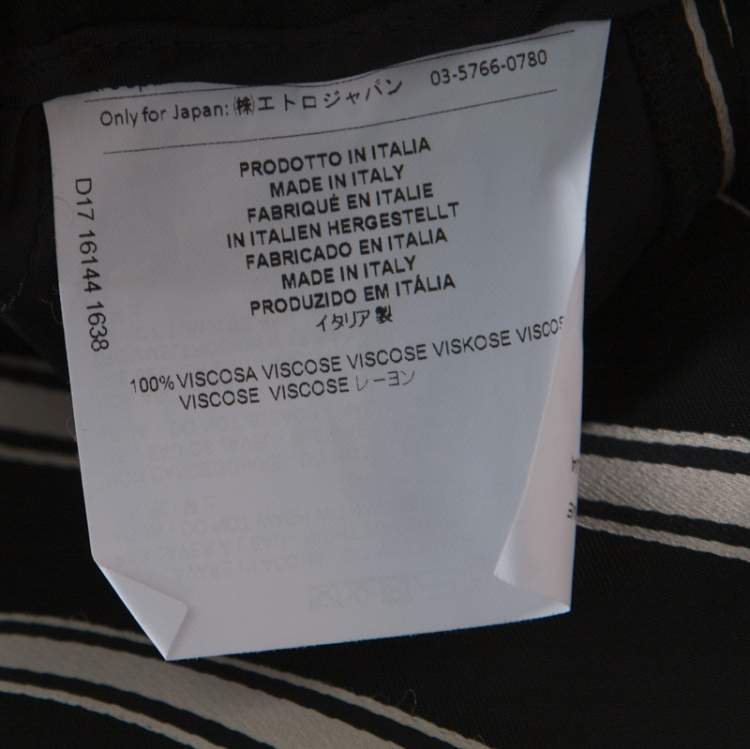 Only for Japan: ㈱エトロジャパン 03-5766-0780
PRODOTTO IN ITALIA
MADE IN ITALY
FABRIQUÉ EN ITALIE
IN ITALIEN HERGESTELLT
FABRICADO EN ITALIA
MADE IN ITALY
PRODUZIDO EM ITÁLIA
イタリア製
100% VISCOSA VISCOSE VISCOSE VISKOSE VISCOS
VISCOSE VISCOSE レーヨン
D17 16144 1638